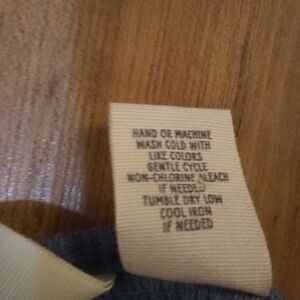 HAND OR MACHINE
WASH COLD WITH
LIKE COLORS
GENTLE CYCLE
NON-CHLORINE BLEACH
IF NEEDED
TUMBLE DRY LOW
COOL IRON
IF NEEDED